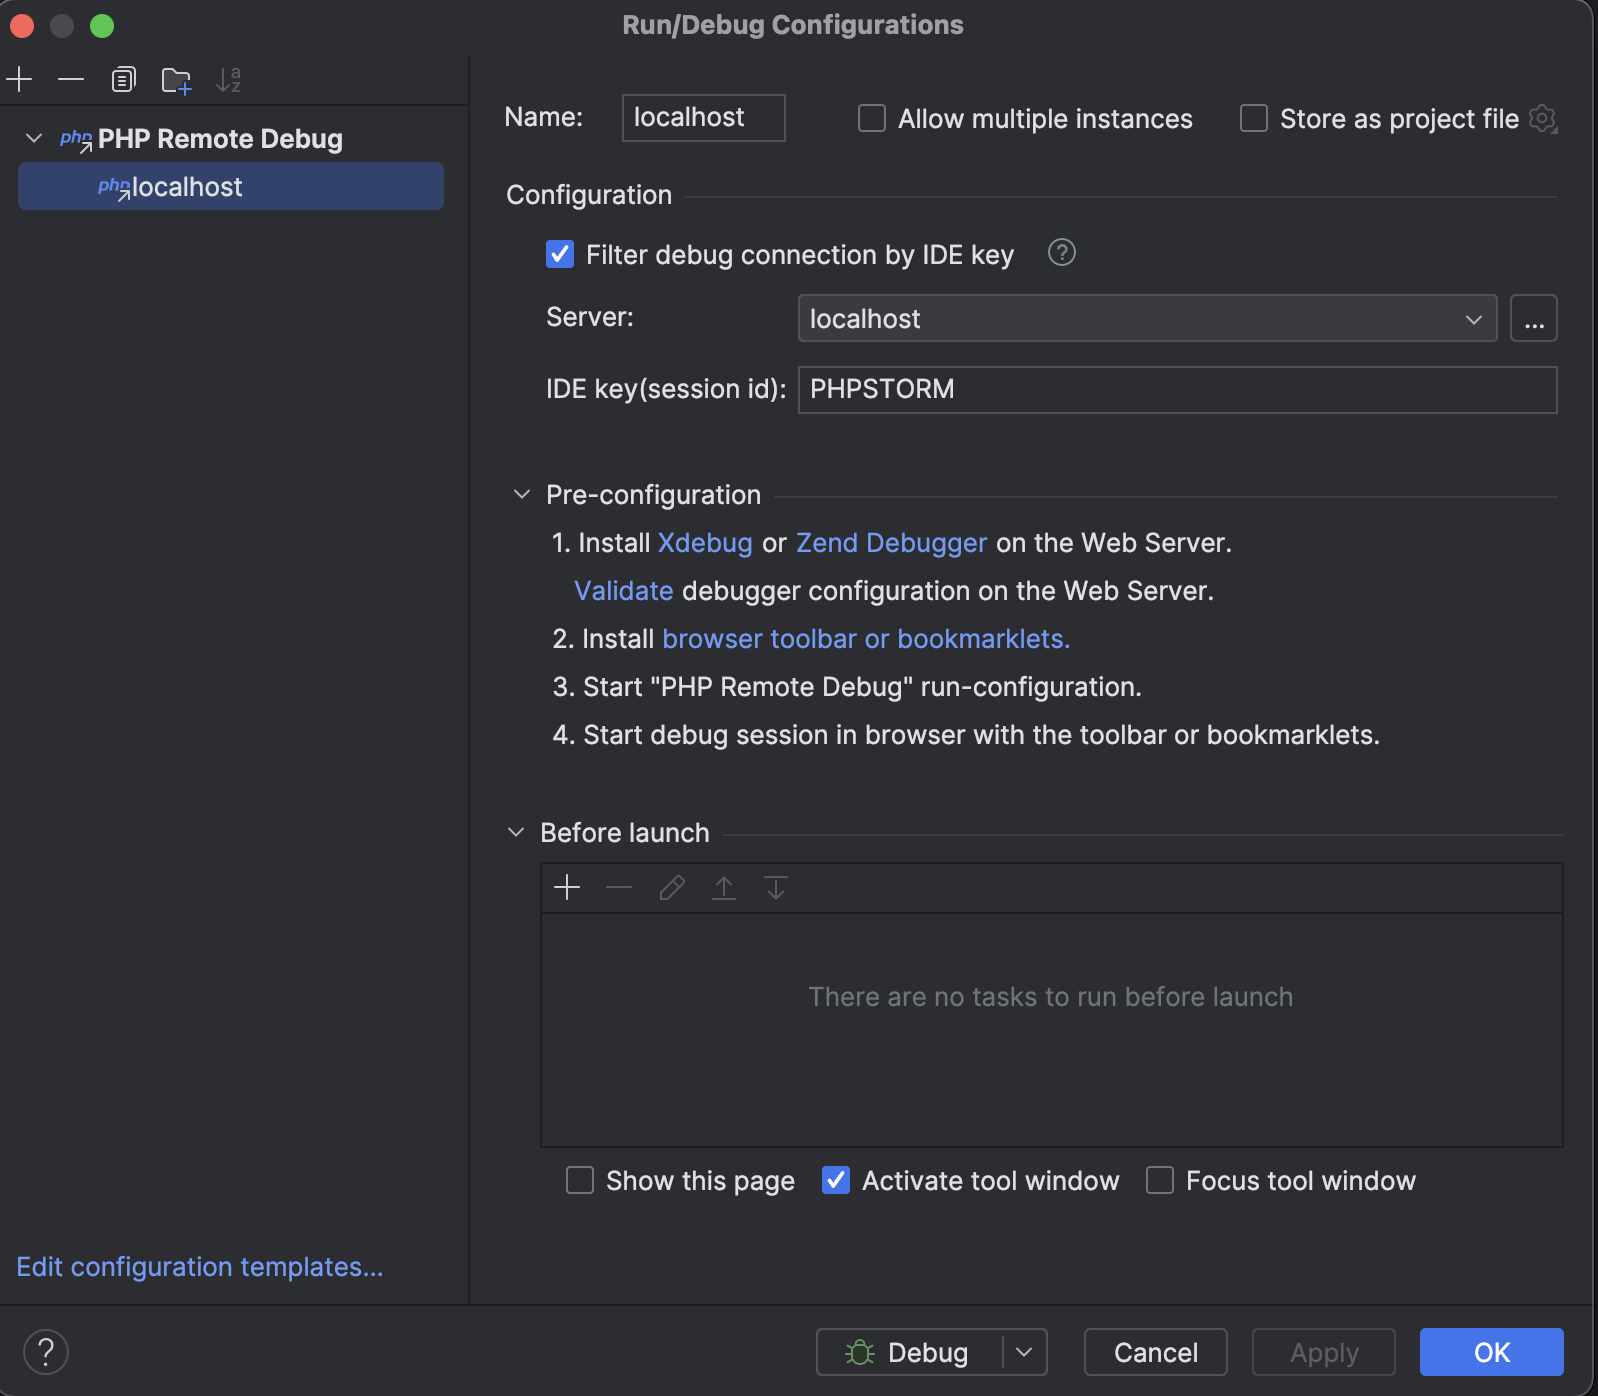 Run/Debug Configurations
php PHP Remote Debug
php localhost
Edit configuration templates...
Name: localhost Allow multiple instances Store as project file
Configuration
Filter debug connection by IDE key ?
Server: localhost ...
IDE key(session id): PHPSTORM
Pre-configuration
1. Install Xdebug or Zend Debugger on the Web Server.
Validate debugger configuration on the Web Server.
2. Install browser toolbar or bookmarklets.
3. Start "PHP Remote Debug" run-configuration.
4. Start debug session in browser with the toolbar or bookmarklets.
Before launch
There are no tasks to run before launch
Show this page Activate tool window Focus tool window
? Debug Cancel Apply OK